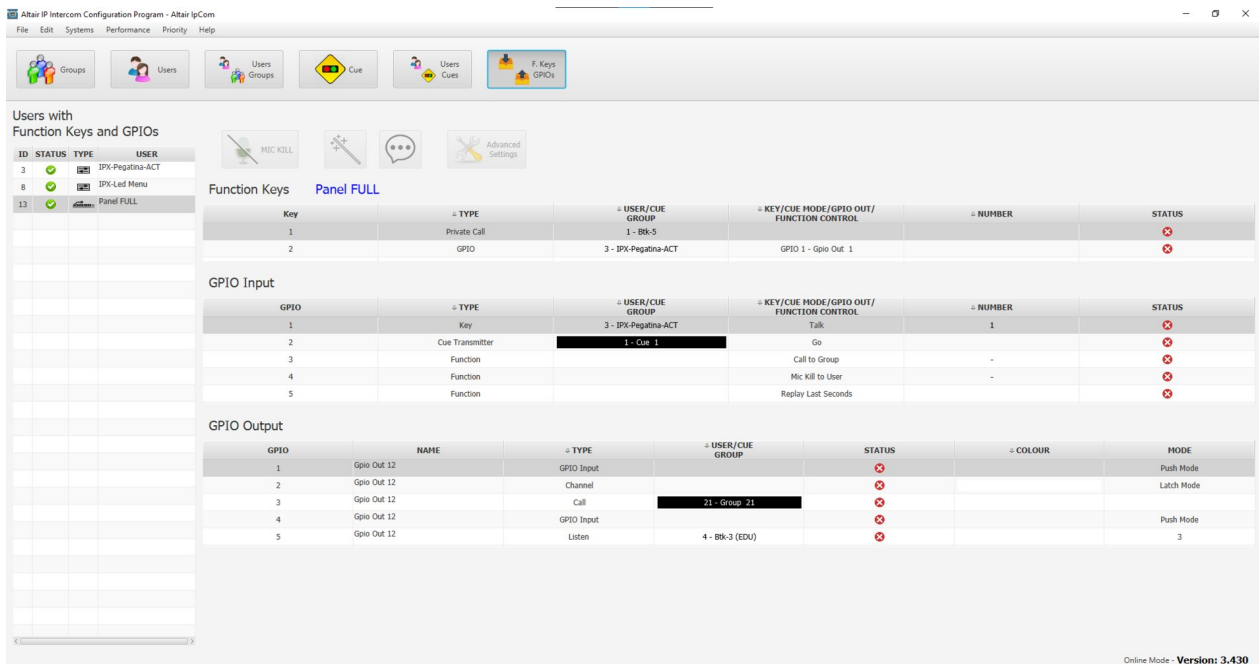 Altair IP Intercom Configuration Program - Altair IpCom
File Edit Systems Performance Priority Help
Groups Users Users Groups Cue Users Cues F. Keys GPIOs
Users with
Function Keys and GPIOs
ID STATUS TYPE USER
3 IPX-Pegatina-ACT
8 IPX-Led Menu
13 Panel FULL
MIC KILL Advanced Settings
Function Keys Panel FULL
Key TYPE USER/CUE GROUP KEY/CUE MODE/GPIO OUT/ FUNCTION CONTROL NUMBER STATUS
1 Private Call 1 - Btk-5
2 GPIO 3 - IPX-Pegatina-ACT GPIO 1 - Gpio Out 1
GPIO Input
GPIO TYPE USER/CUE GROUP KEY/CUE MODE/GPIO OUT/ FUNCTION CONTROL NUMBER STATUS
1 Key 3 - IPX-Pegatina-ACT Talk 1
2 Cue Transmitter 1 - Cue 1 Go
3 Function Call to Group -
4 Function Mic Kill to User -
5 Function Replay Last Seconds
GPIO Output
GPIO NAME TYPE USER/CUE GROUP STATUS COLOUR MODE
1 Gpio Out 12 GPIO Input Push Mode
2 Gpio Out 12 Channel Latch Mode
3 Gpio Out 12 Call 21 - Group 21
4 Gpio Out 12 GPIO Input Push Mode
5 Gpio Out 12 Listen 4 - Btk-3 (EDU) 3
Online Mode - Version: 3.430